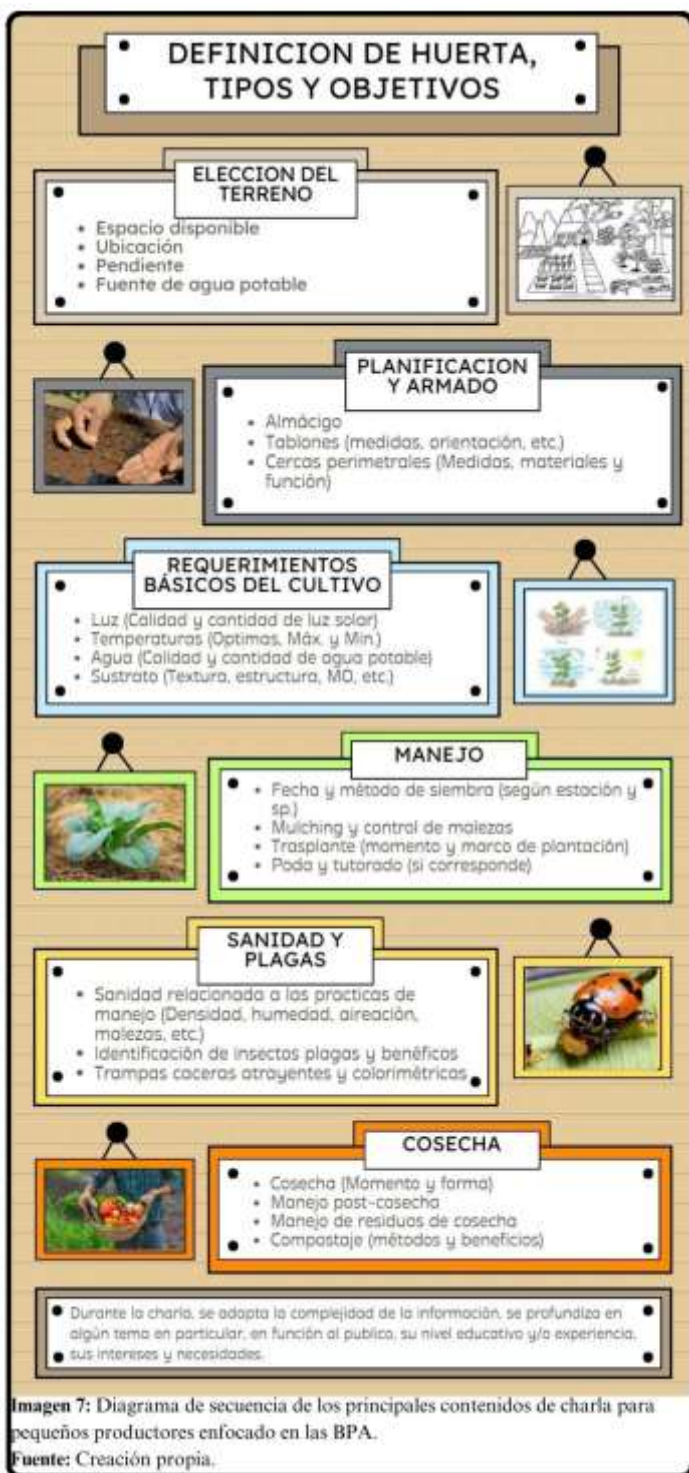 DEFINICION DE HUERTA,
TIPOS Y OBJETIVOS
ELECCION DEL
TERRENO
• Espacio disponible
• Ubicación
• Pendiente
• Fuente de agua potable
PLANIFICACION
Y ARMADO
• Almácigo
• Tablones (medidas, orientación, etc.)
• Cercas perimetrales (Medidas, materiales y
función)
REQUERIMIENTOS
BÁSICOS DEL CULTIVO
• Luz (Calidad y cantidad de luz solar)
• Temperaturas (Optimas, Máx. y Min.)
• Agua (Calidad y cantidad de agua potable)
• Sustrato (Textura, estructura, MO, etc.)
MANEJO
• Fecha y método de siembra (según estación y
sp.)
• Mulching y control de malezas
• Trasplante (momento y marco de plantación)
• Poda y tutorado (si corresponde)
SANIDAD Y
PLAGAS
• Sanidad relacionada a las practicas de
manejo (Densidad, humedad, aireación,
malezas, etc.)
• Identificación de insectos plagas y benéficos
• Trampas caceras atrayentes y colorimétricas
COSECHA
• Cosecha (Momento y forma)
• Manejo post-cosecha
• Manejo de residuos de cosecha
• Compostaje (métodos y beneficios)
Durante la charla, se adapta la complejidad de la información, se profundiza en
algún tema en particular, en función al publico, su nivel educativo y/o experiencia,
sus intereses y necesidades.
Imagen 7: Diagrama de secuencia de los principales contenidos de charla para
pequeños productores enfocado en las BPA.
Fuente: Creación propia.